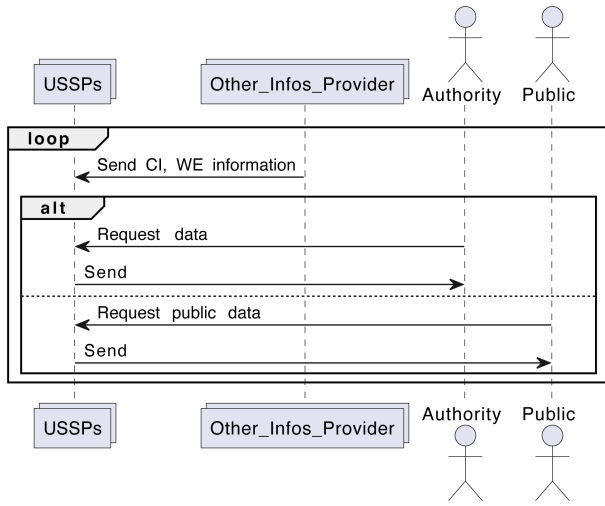 USSPs
Other_Infos_Provider
Authority
Public
loop
Send CI, WE information
alt
Request data
Send
Request public data
Send
USSPs
Other_Infos_Provider
Authority
Public